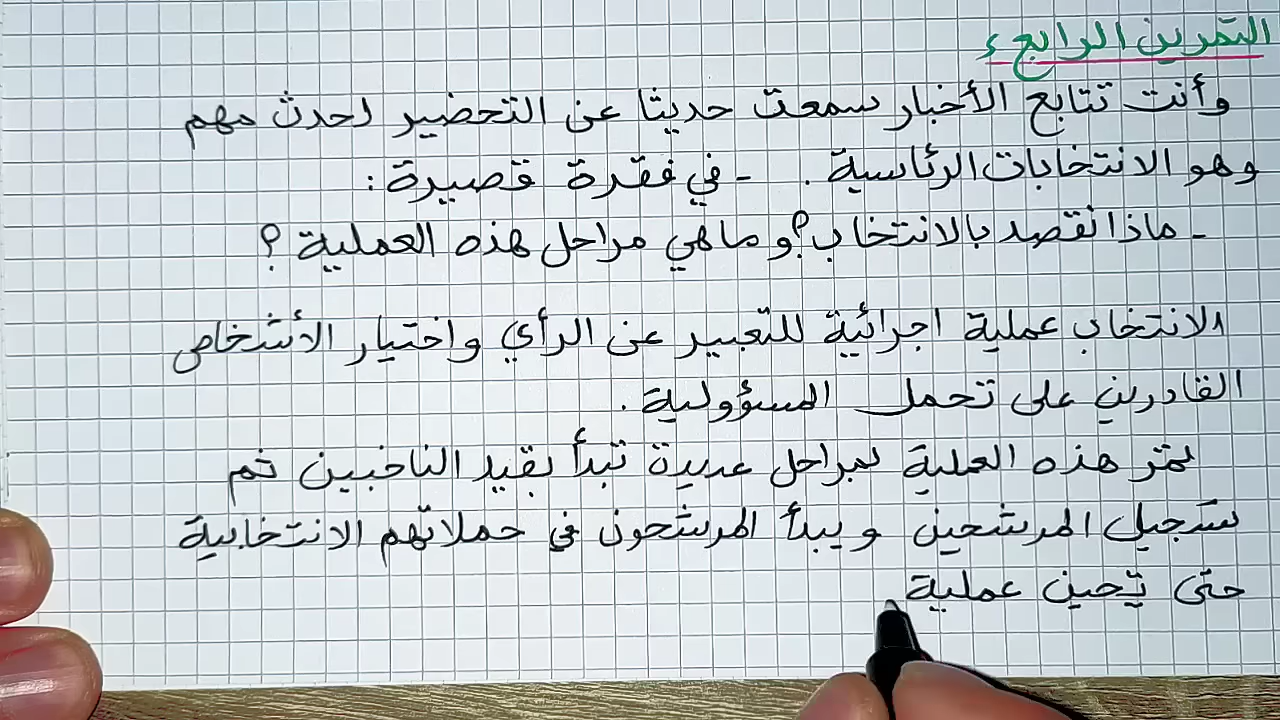 التمرين الرابع :
وأنت تتابع الأخبار سمعت حديثا عن التحضير لحدث مهم
وهو الانتخابات الرئاسية . - في فقرة قصيرة :
- ماذا نقصد بالانتخاب؟ وما هي مراحل هذه العملية ؟
الانتخاب عملية اجرائية للتعبير عن الرأي واختيار الأشخاص
القادرين على تحمل المسؤولية .
تمر هذه العملية بمراحل عديدة تبدأ بقيد الناخبين ثم
تسجيل المرشحين ويبدأ المرشحون في حملاتهم الانتخابية
حتى تحين عملية